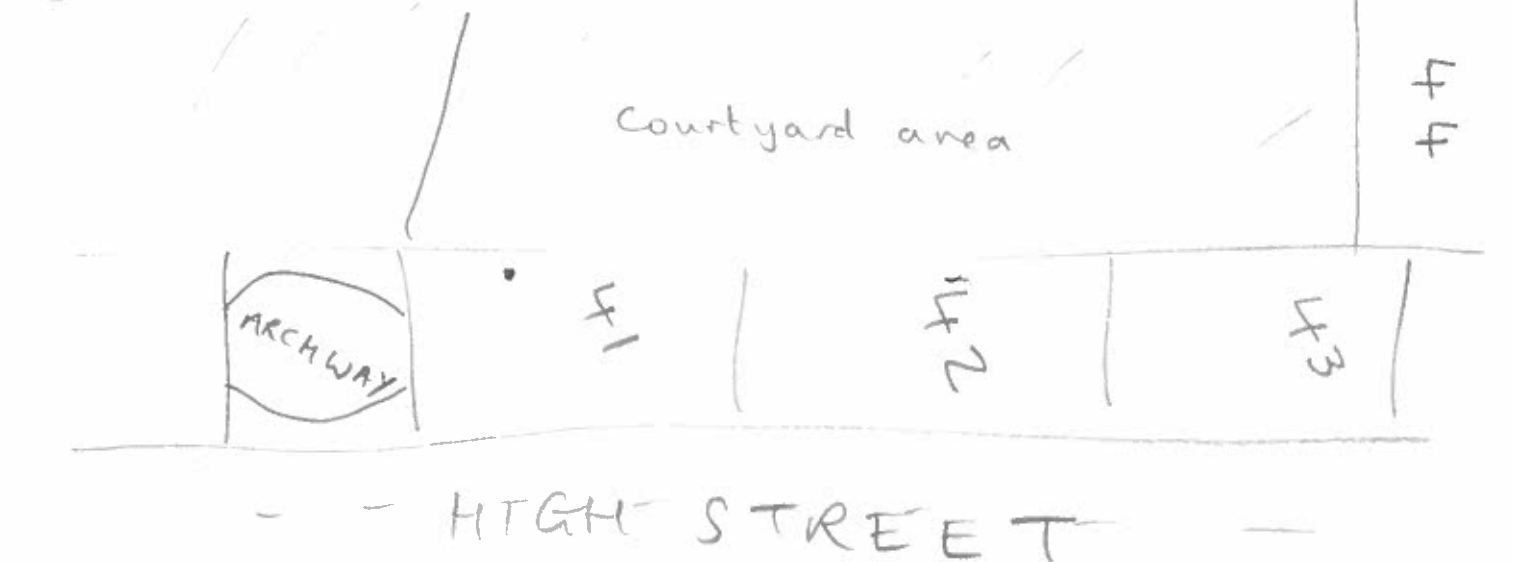 Courtyard area
F
F
ARCHWAY
F1
F2
F3
- - HIGH STREET -